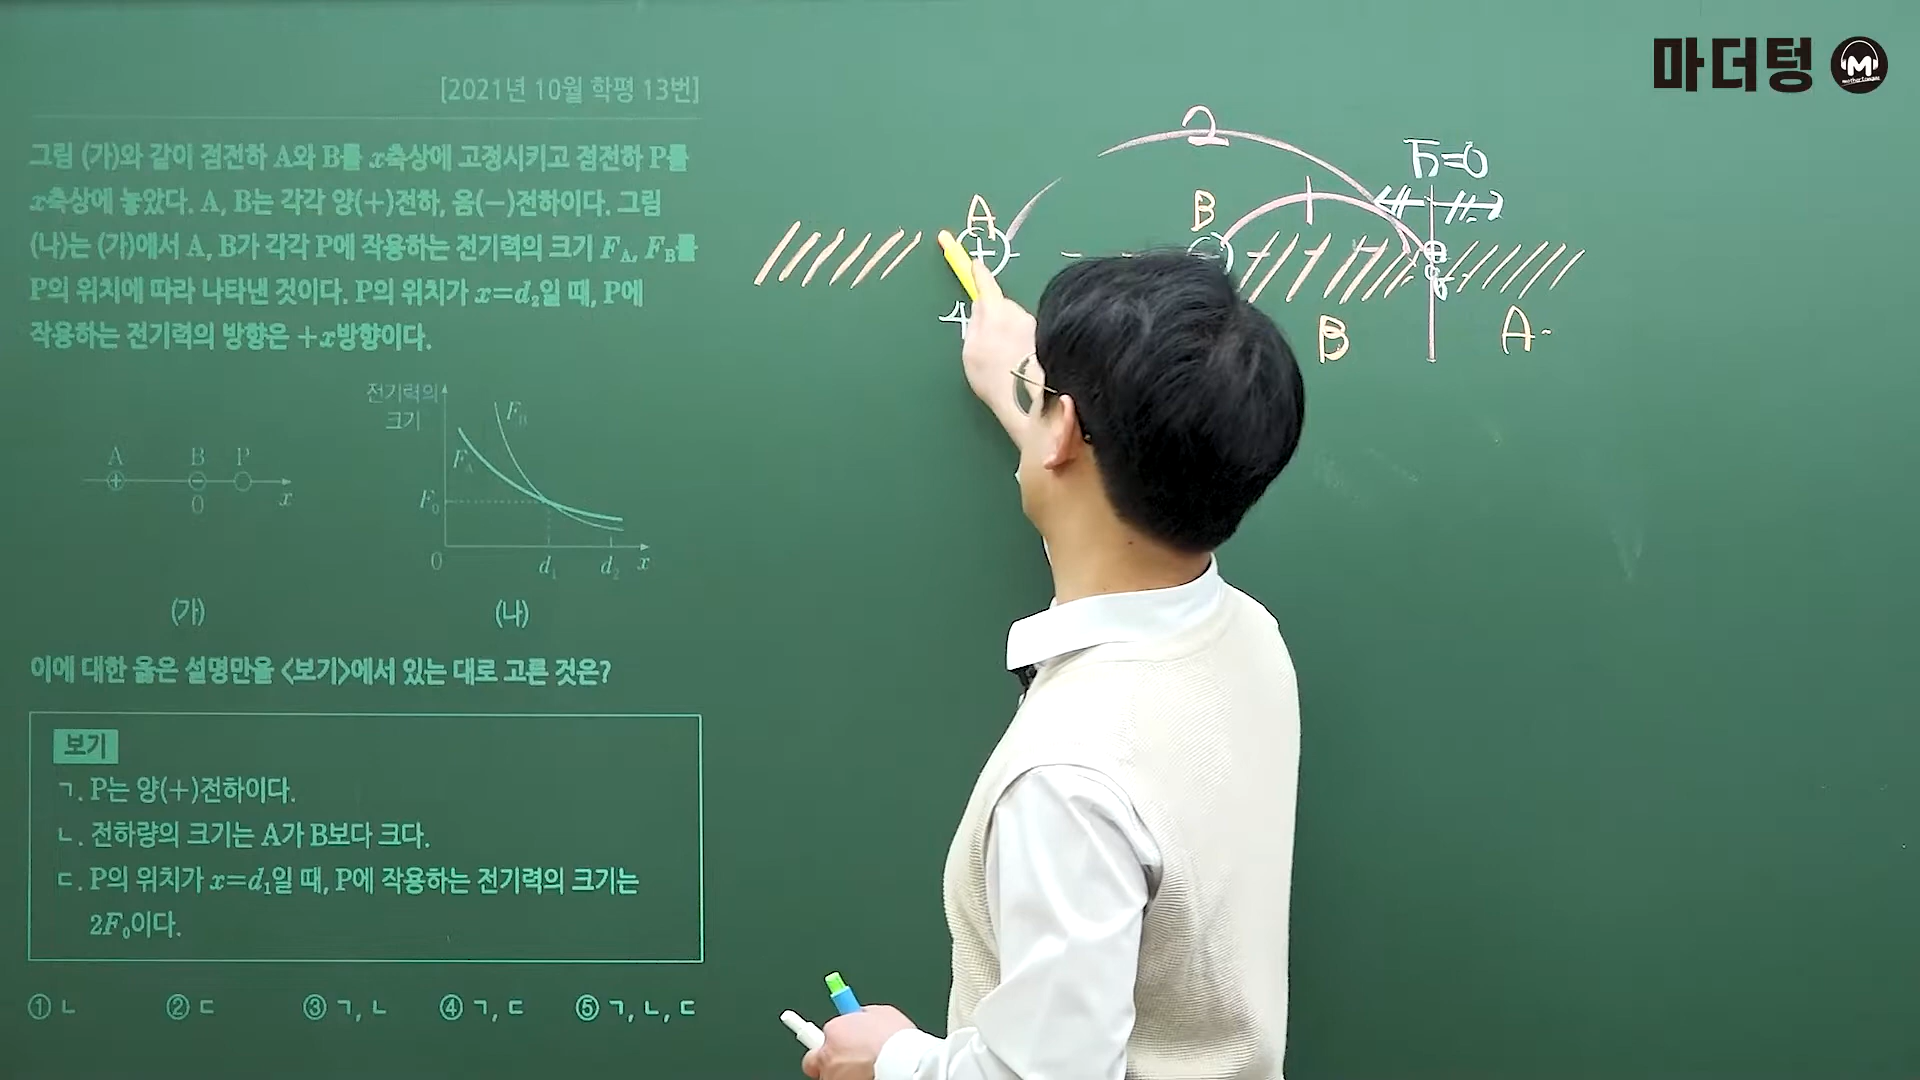 마더텅
[2021년 10월 학평 13번]
그림 (가)와 같이 점전하 A와 B를 x축상에 고정시키고 점전하 P를
x축상에 놓았다. A, B는 각각 양(+)전하, 음(−)전하이다. 그림
(나)는 (가)에서 A, B가 각각 P에 작용하는 전기력의 크기 F_A, F_B를
P의 위치에 따라 나타낸 것이다. P의 위치가 x=d₂일 때, P에
작용하는 전기력의 방향은 +x방향이다.
A B P
+ −
0 x
(가)
전기력의
크기
F_B
F_A
F₀
0 d₁ d₂ x
(나)
이에 대한 옳은 설명만을 <보기>에서 있는 대로 고른 것은?
보기
ㄱ. P는 양(+)전하이다.
ㄴ. 전하량의 크기는 A가 B보다 크다.
ㄷ. P의 위치가 x=d₁일 때, P에 작용하는 전기력의 크기는
2F₀이다.
① ㄴ ② ㄷ ③ ㄱ, ㄴ ④ ㄱ, ㄷ ⑤ ㄱ, ㄴ, ㄷ
2
A B
+
1
4
B A